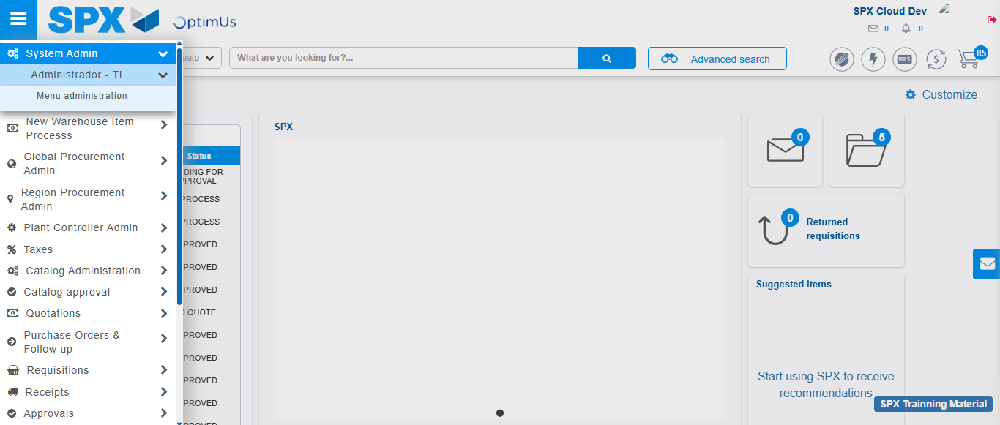 SPX
OptimUs
SPX Cloud Dev
0
0
System Admin
Administrador - TI
Menu administration
New Warehouse Item
Processs
Global Procurement
Admin
Region Procurement
Admin
Plant Controller Admin
Taxes
Catalog Administration
Catalog approval
Quotations
Purchase Orders &
Follow up
Requisitions
Receipts
Approvals
uato
What are you looking for?...
Advanced search
85
Customize
Status
DING FOR
PROVAL
PROCESS
PROCESS
PROVED
PROVED
PROVED
QUOTE
PROVED
PROVED
PROVED
PROVED
PROVED
SPX
0
5
0
Returned
requisitions
Suggested items
Start using SPX to receive
recommendations
SPX Trainning Material